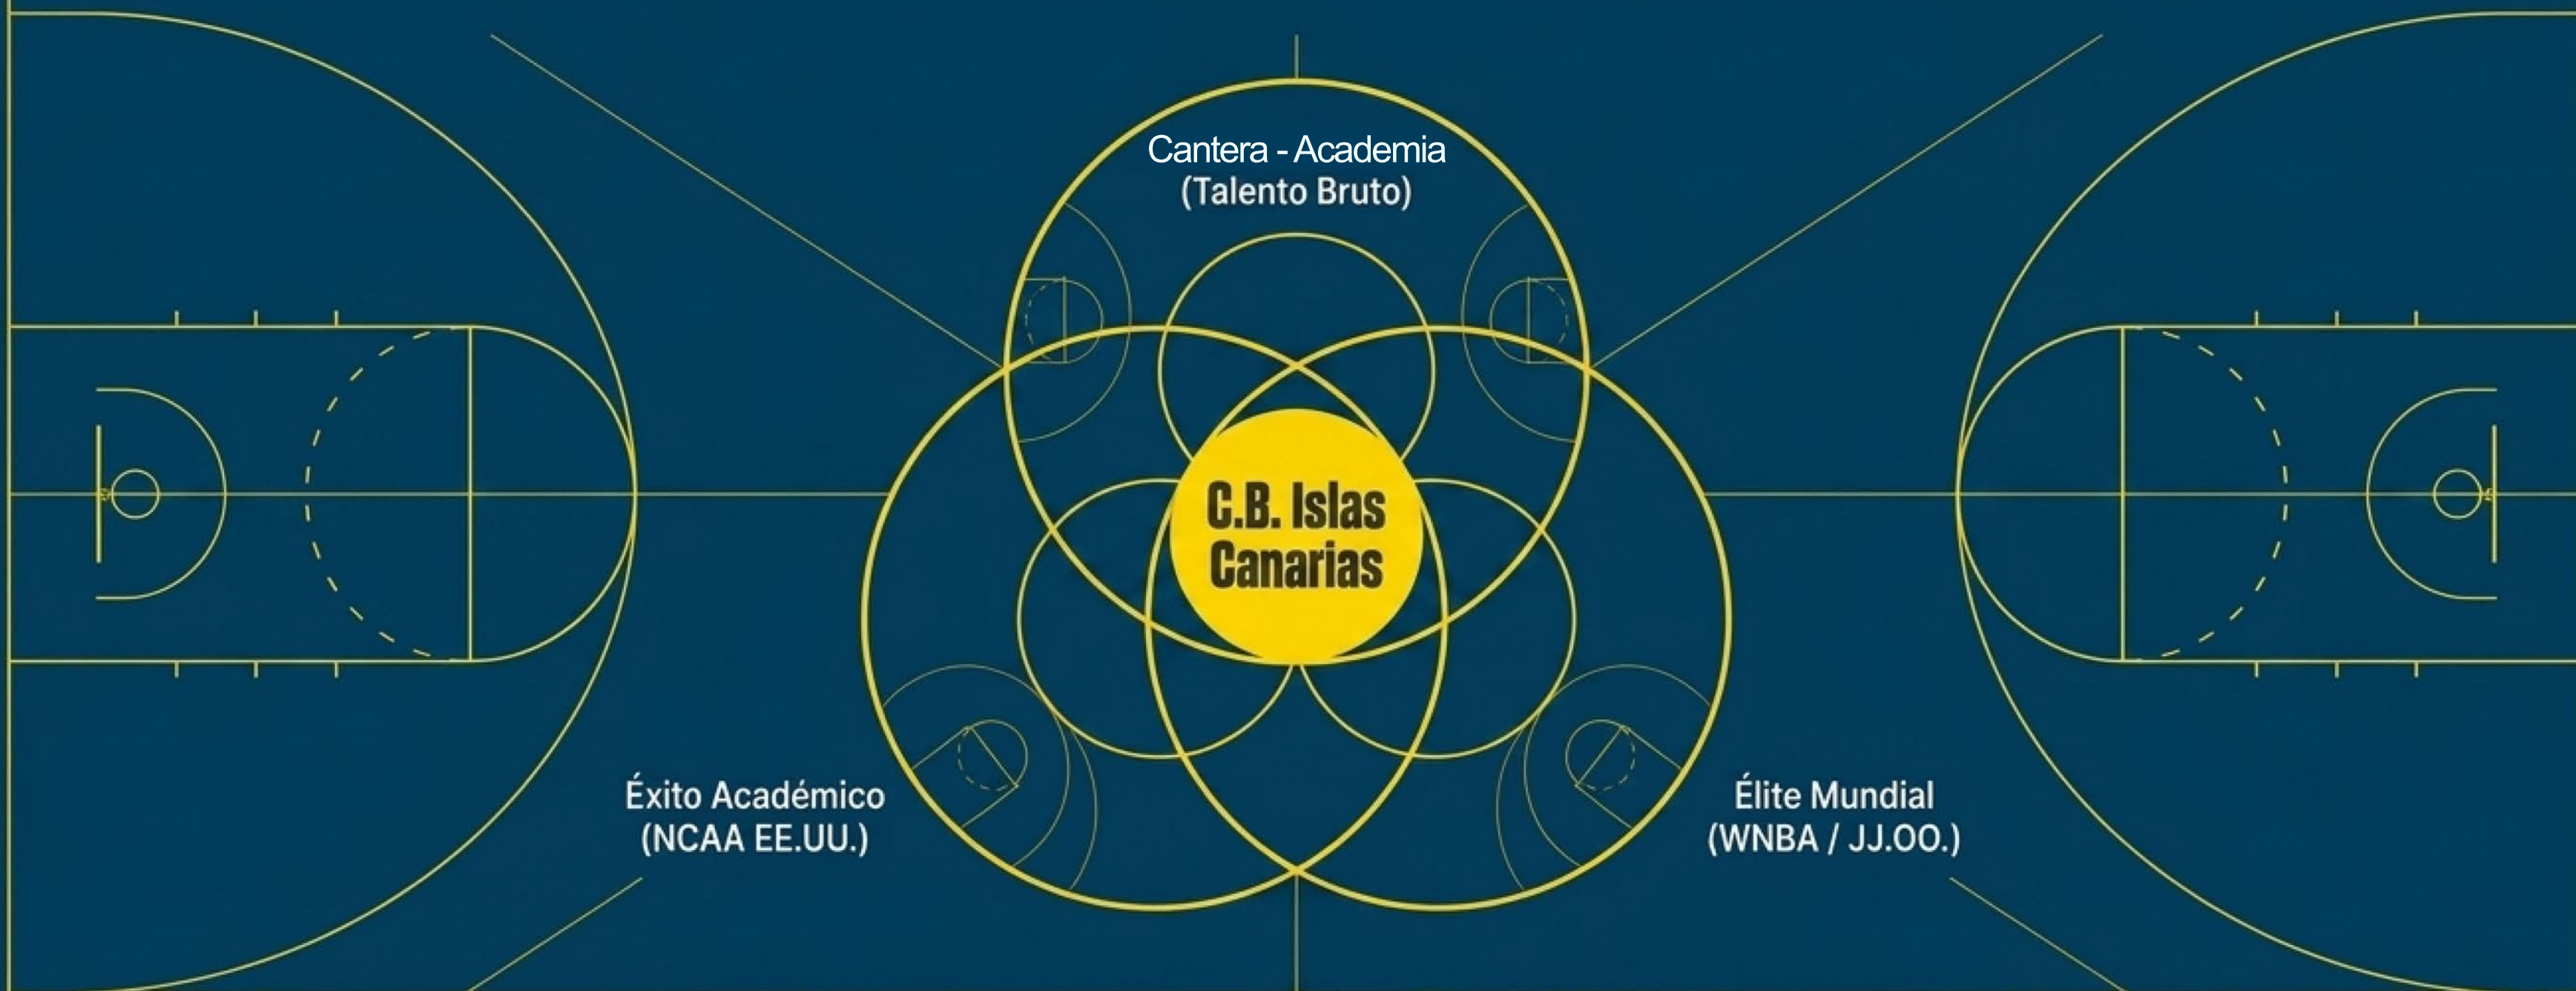 Cantera - Academia
(Talento Bruto)
C.B. Islas
Canarias
Éxito Académico
(NCAA EE.UU.)
Élite Mundial
(WNBA / JJ.OO.)